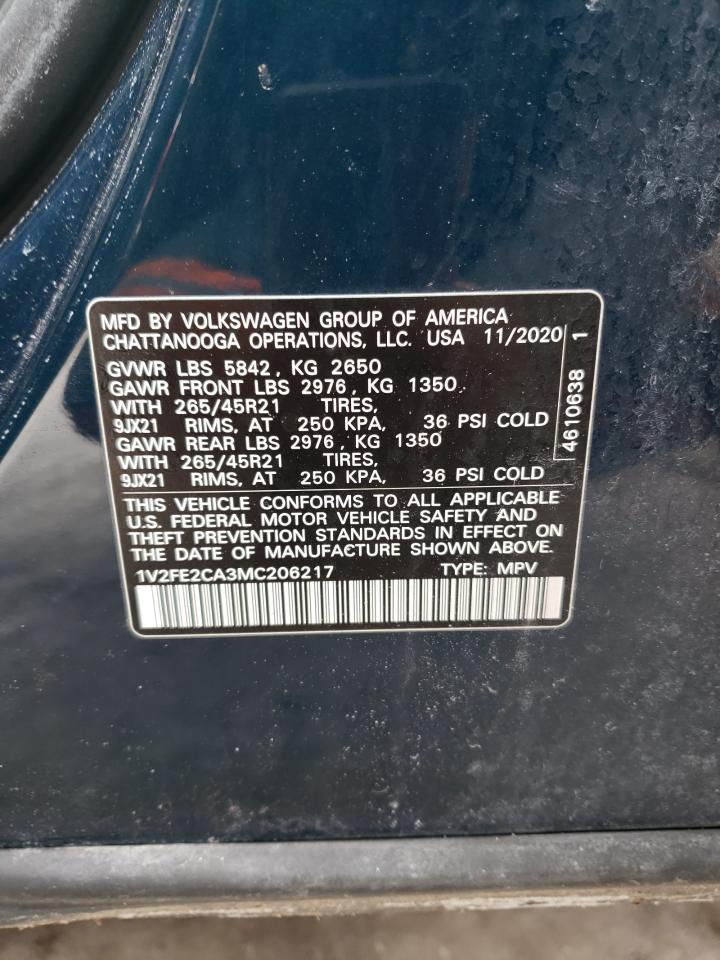 MFD BY VOLKSWAGEN GROUP OF AMERICA
CHATTANOOGA OPERATIONS, LLC. USA 11/2020
GVWR LBS 5842, KG 2650
GAWR FRONT LBS 2976, KG 1350
WITH 265/45R21 TIRES,
9JX21 RIMS, AT 250 KPA, 36 PSI COLD
GAWR REAR LBS 2976, KG 1350
WITH 265/45R21 TIRES,
9JX21 RIMS, AT 250 KPA, 36 PSI COLD
4610638 1
THIS VEHICLE CONFORMS TO ALL APPLICABLE
U.S. FEDERAL MOTOR VEHICLE SAFETY AND
THEFT PREVENTION STANDARDS IN EFFECT ON
THE DATE OF MANUFACTURE SHOWN ABOVE.
1V2FE2CA3MC206217 TYPE: MPV